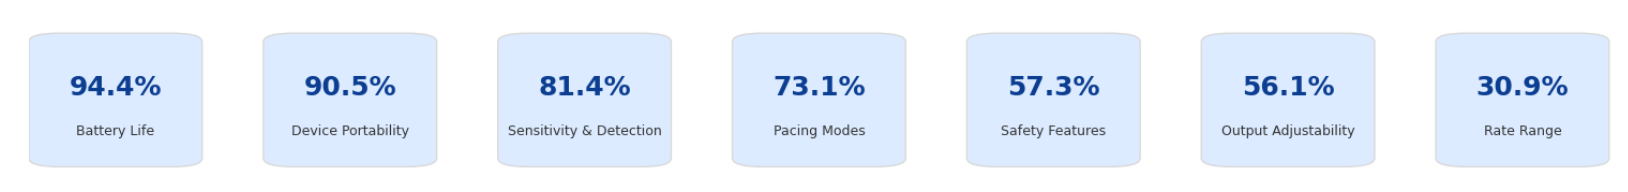 94.4%
Battery Life
90.5%
Device Portability
81.4%
Sensitivity & Detection
73.1%
Pacing Modes
57.3%
Safety Features
56.1%
Output Adjustability
30.9%
Rate Range